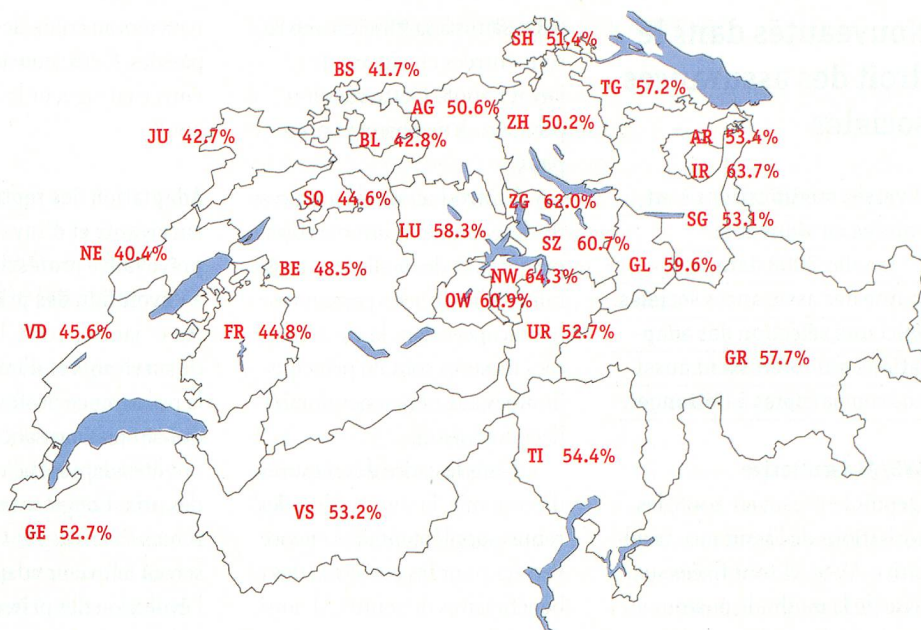 SH 51.4%
BS 41.7%
TG 57.2%
AG 50.6%
ZH 50.2%
JU 42.7%
BL 42.8%
AR 53.4%
IR 63.7%
SO 44.6%
ZG 62.0%
SG 53.1%
LU 58.3%
SZ 60.7%
NE 40.4%
BE 48.5%
GL 59.6%
NW 64.3%
OW 60.9%
VD 45.6%
FR 44.8%
UR 52.7%
GR 57.7%
TI 54.4%
VS 53.2%
GE 52.7%